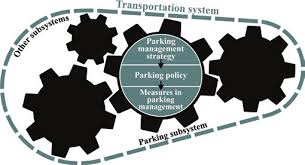 Transportation system
Other subsystems
Parking
management
strategy
Parking policy
Measures in
parking
management
Parking subsystem